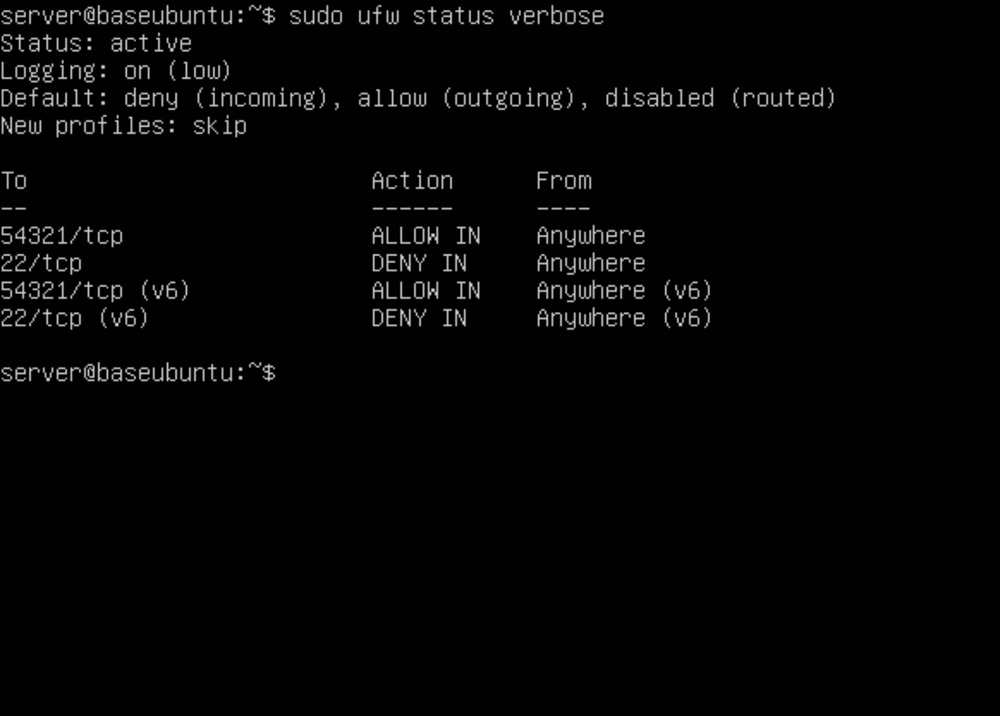 server@baseubuntu:~$ sudo ufw status verbose
Status: active
Logging: on (low)
Default: deny (incoming), allow (outgoing), disabled (routed)
New profiles: skip

To                         Action      From
--                         ------      ----
54321/tcp                  ALLOW IN    Anywhere
22/tcp                     DENY IN     Anywhere
54321/tcp (v6)             ALLOW IN    Anywhere (v6)
22/tcp (v6)                DENY IN     Anywhere (v6)

server@baseubuntu:~$